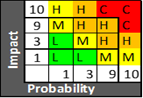 10 H H C C
9 M H H C
3 L M H H
1 L L M M
1 3 9 10
Impact
Probability